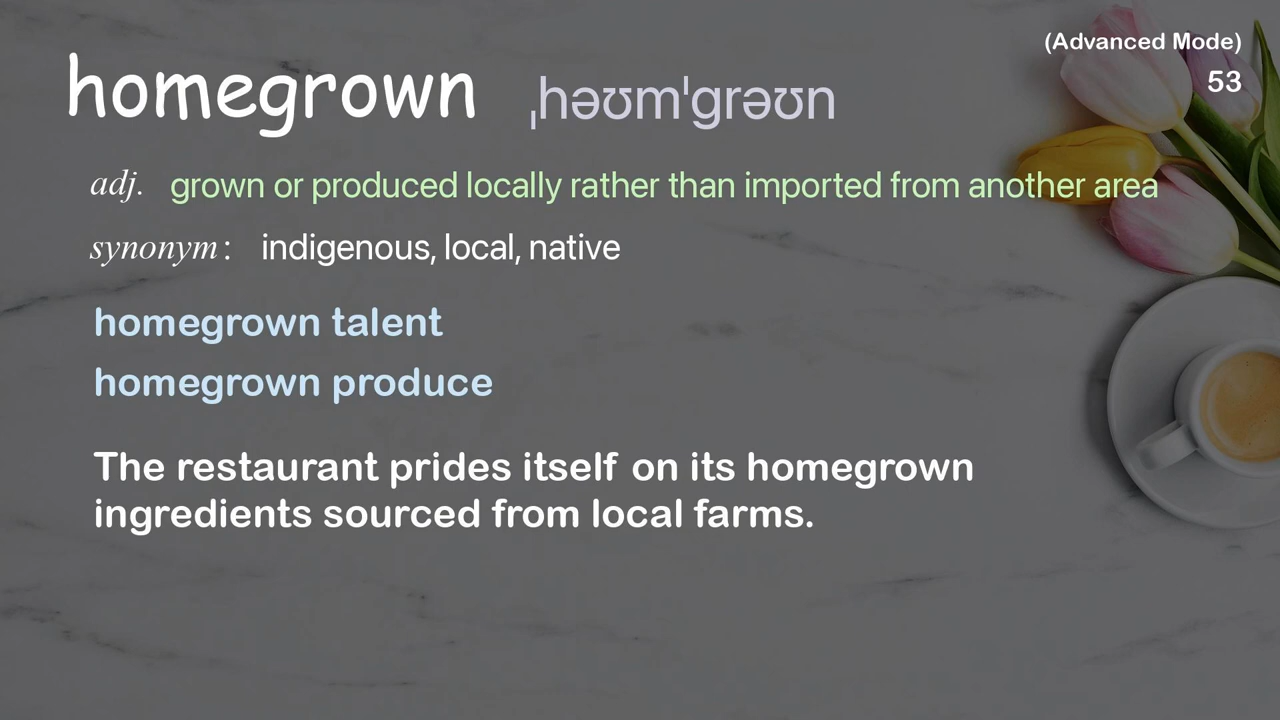 (Advanced Mode)
homegrown ˌhəʊmˈgrəʊn
53
adj. grown or produced locally rather than imported from another area
synonym: indigenous, local, native
homegrown talent
homegrown produce
The restaurant prides itself on its homegrown
ingredients sourced from local farms.